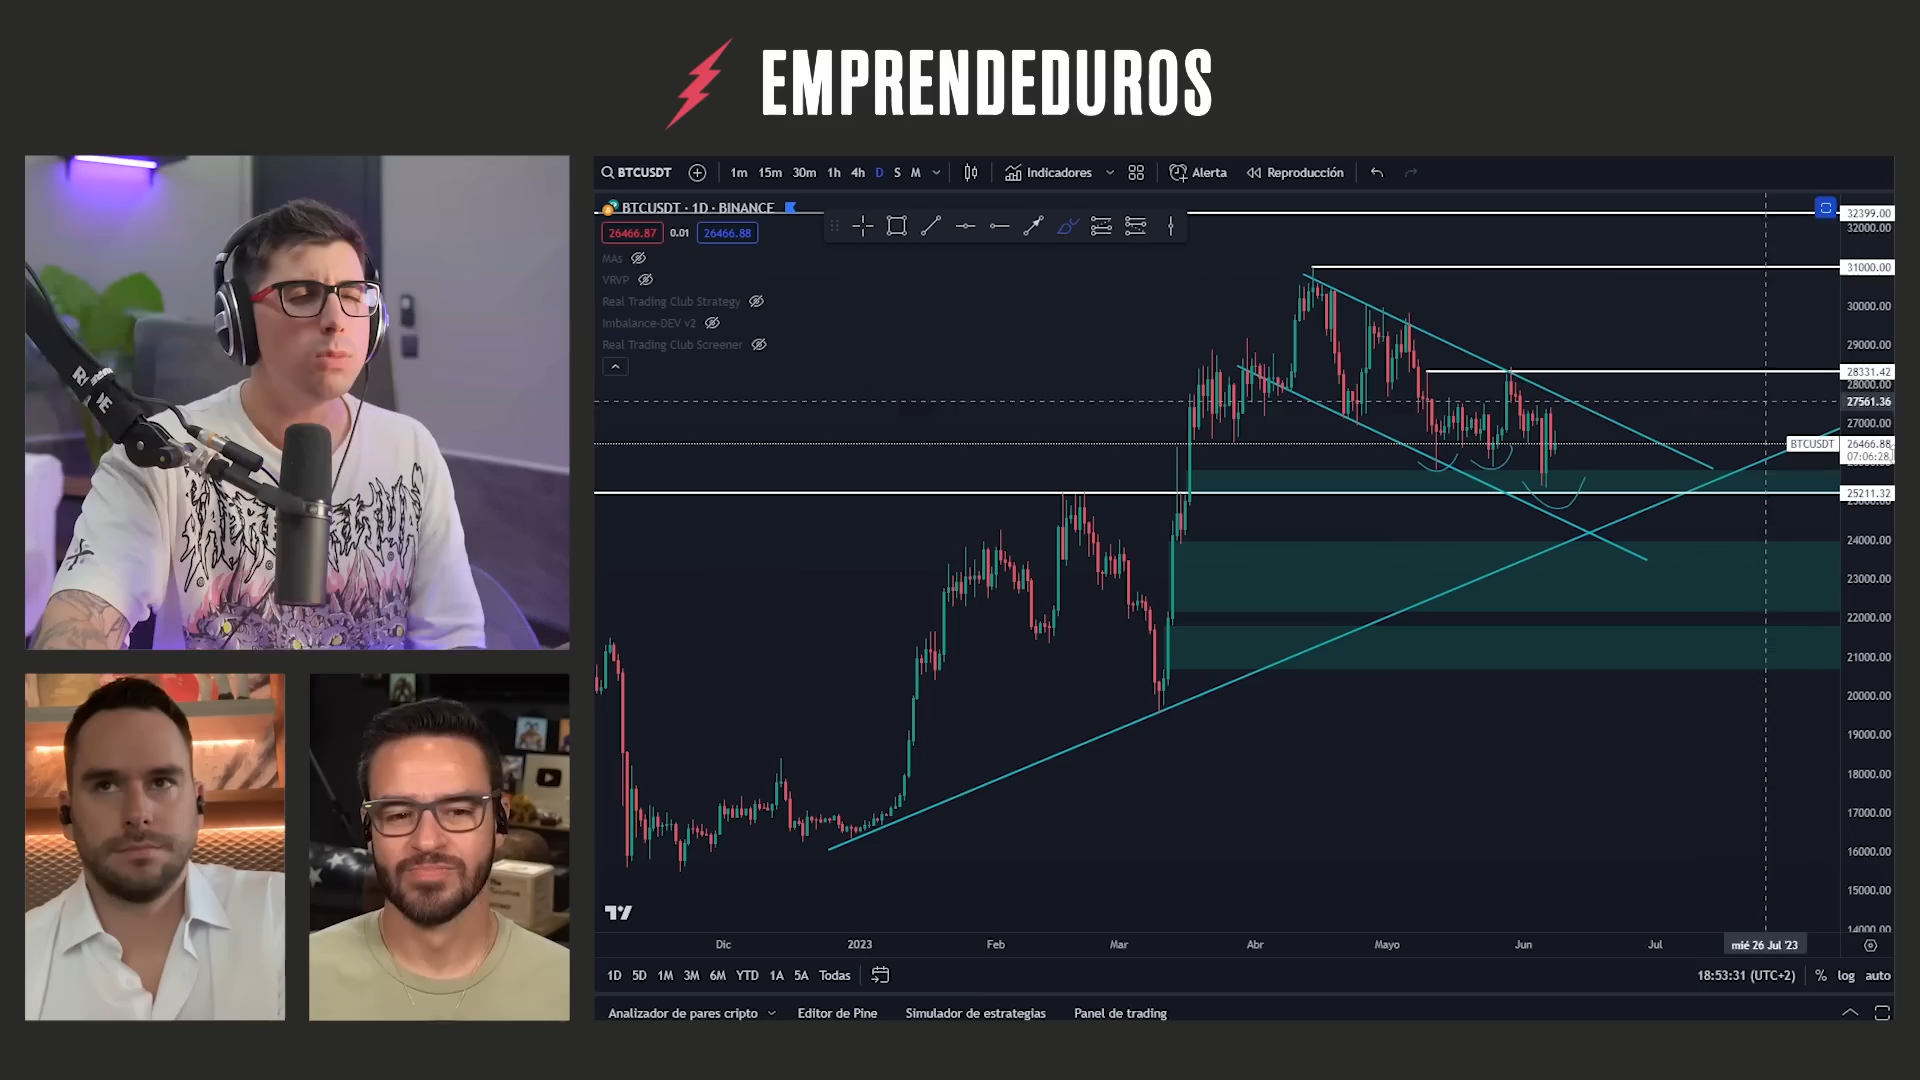 EMPRENDEDUROS
BTCUSDT 1m 15m 30m 1h 4h D S M Indicadores Alerta Reproducción
BTCUSDT · 1D · BINANCE
26466.87 0.01 26466.88
MAs
VRVP
Real Trading Club Strategy
Imbalance-DEV v2
Real Trading Club Screener
32399.00
32000.00
31000.00
30000.00
29000.00
28331.42
28000.00
27561.36
27000.00
BTCUSDT 26466.88
07:06:28
25211.32
24000.00
23000.00
22000.00
21000.00
20000.00
19000.00
18000.00
17000.00
16000.00
15000.00
14000.00
Dic 2023 Feb Mar Abr Mayo Jun Jul mié 26 Jul '23
1D 5D 1M 3M 6M YTD 1A 5A Todas 18:53:31 (UTC+2) % log auto
Analizador de pares cripto Editor de Pine Simulador de estrategias Panel de trading